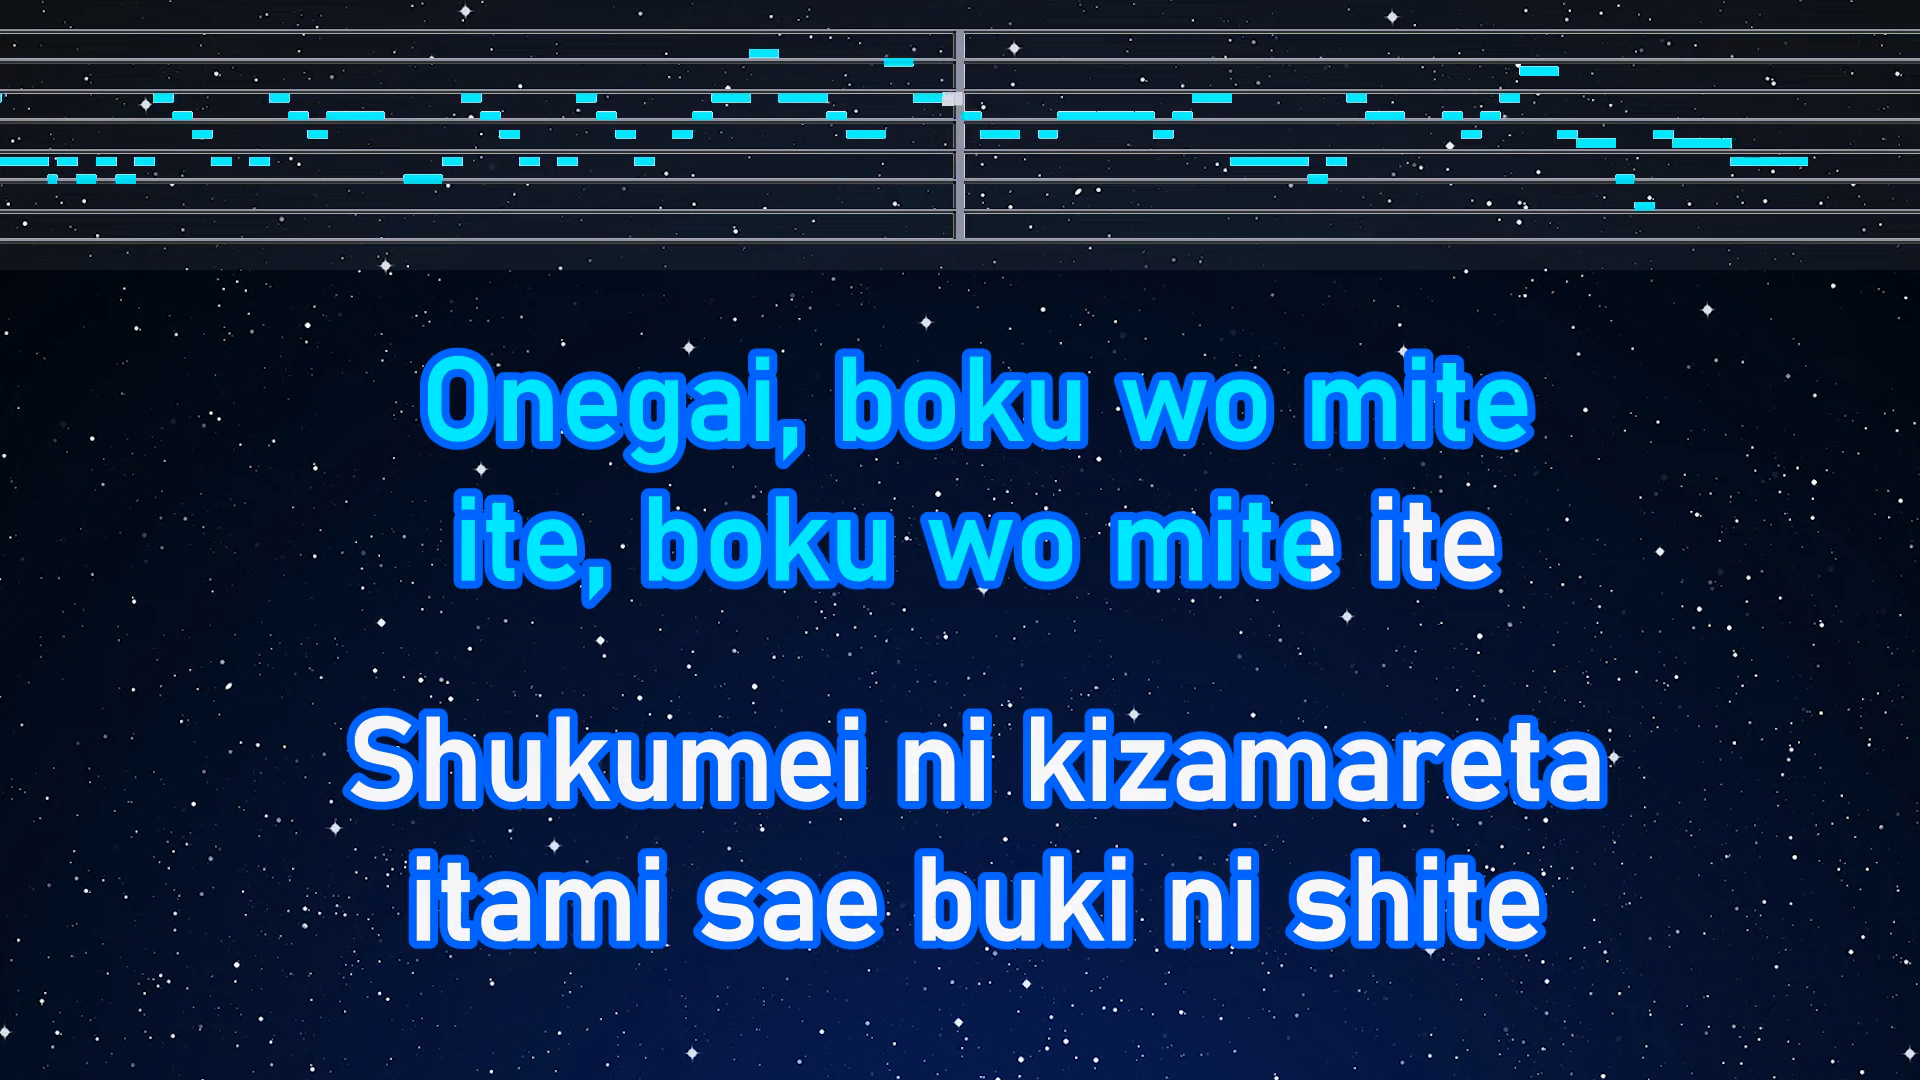 Onegai, boku wo mite
ite, boku wo mite ite
Shukumei ni kizamareta
itami sae buki ni shite